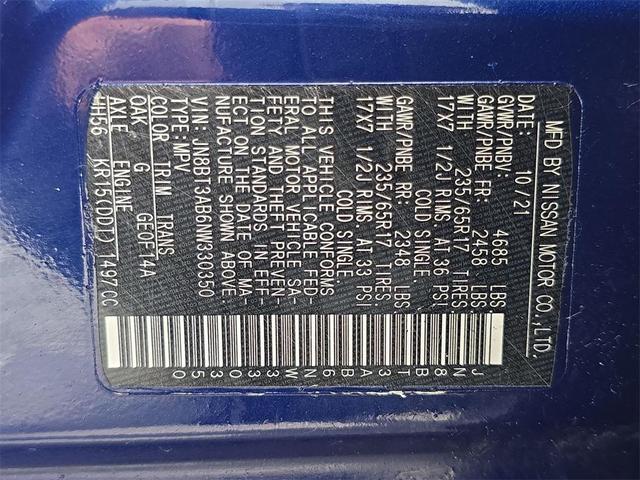 MFD BY NISSAN MOTOR CO., LTD.
10/21
GVWR/PNBV: 4685 LBS
GAWR/PNBE FR: 2456 LBS.
WITH 235/65R17 TIRES.
17X7 1/2J RIMS. AT 36 PSI
COLD SINGLE.
GAWR/PNBE RR: 2348 LBS.
WITH 235/65R17 TIRES
17X7 1/2J RIMS. AT 33 PSI
COLD SINGLE.
THIS VEHICLE CONFORMS
TO ALL APPLICABLE FED-
ERAL MOTOR VEHICLE SA-
FETY AND THEFT PREVEN-
TION STANDARDS IN EFF-
ECT ON THE DATE OF MA-
NUFACTURE SHOWN ABOVE
VIN: JN8BT3AB6NW330350
TYPE: MPV
COLOR TRIM TRANS
OAK G GE0F14A
AXLE ENGINE
4H56 KR15(DDT) 1497CC
JN8BT3AB6NW330350